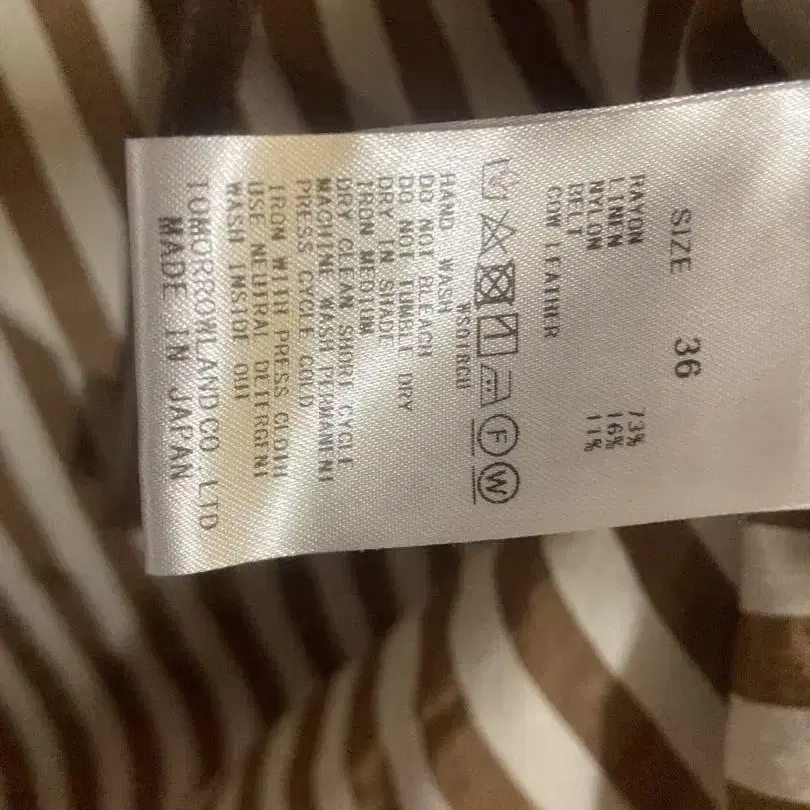 SIZE 36
RAYON 73%
LINEN 16%
NYLON 11%
BELT
COW LEATHER
F W
WS01RGH
HAND WASH
DO NOT BLEACH
DO NOT TUMBLE DRY
DRY IN SHADE
IRON MEDIUM
DRY CLEAN SHORT CYCLE
MACHINE WASH PERMANENT
PRESS CYCLE COLD
IRON WITH PRESS CLOTH
USE NEUTRAL DETERGENT
WASH INSIDE OUT
TOMORROWLAND CO., LTD
MADE IN JAPAN